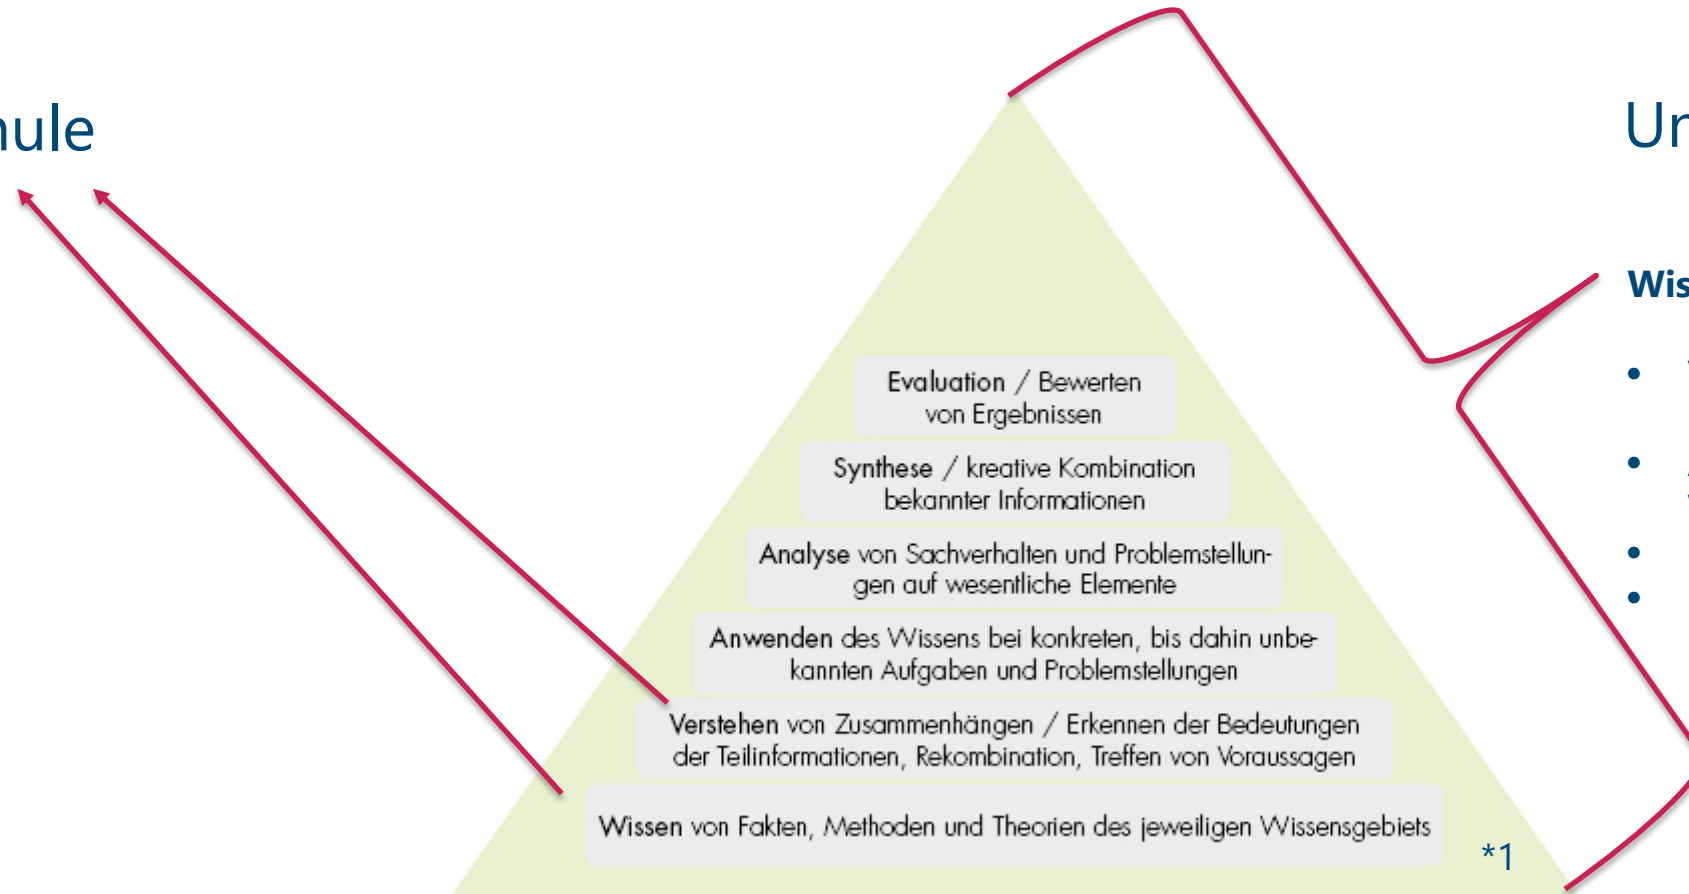 hule
Un
Wis
Evaluation / Bewerten
von Ergebnissen
Synthese / kreative Kombination
bekannter Informationen
Analyse von Sachverhalten und Problemstellun-
gen auf wesentliche Elemente
Anwenden des Wissens bei konkreten, bis dahin unbe-
kannten Aufgaben und Problemstellungen
Verstehen von Zusammenhängen / Erkennen der Bedeutungen
der Teilinformationen, Rekombination, Treffen von Voraussagen
Wissen von Fakten, Methoden und Theorien des jeweiligen Wissensgebiets
*1